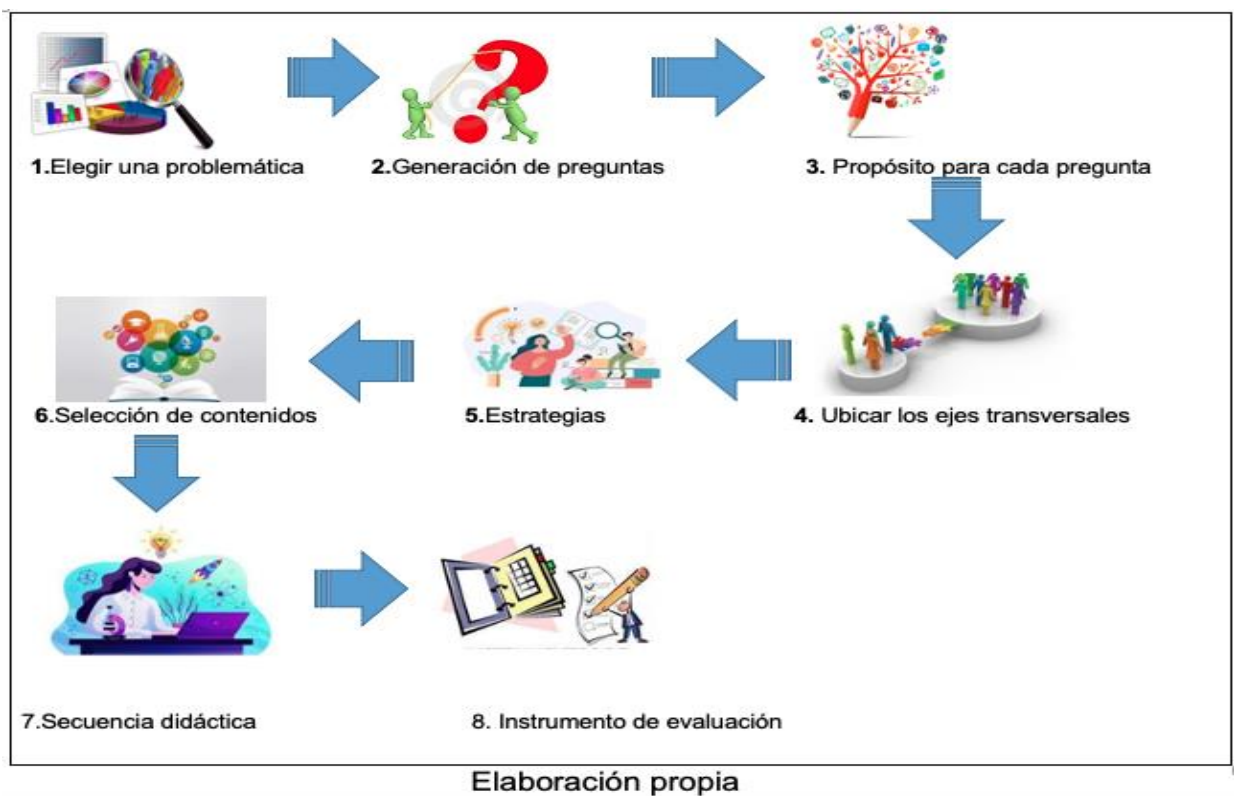 1.Elegir una problemática
2.Generación de preguntas
3. Propósito para cada pregunta
4. Ubicar los ejes transversales
5.Estrategias
6.Selección de contenidos
7.Secuencia didáctica
8. Instrumento de evaluación
Elaboración propia